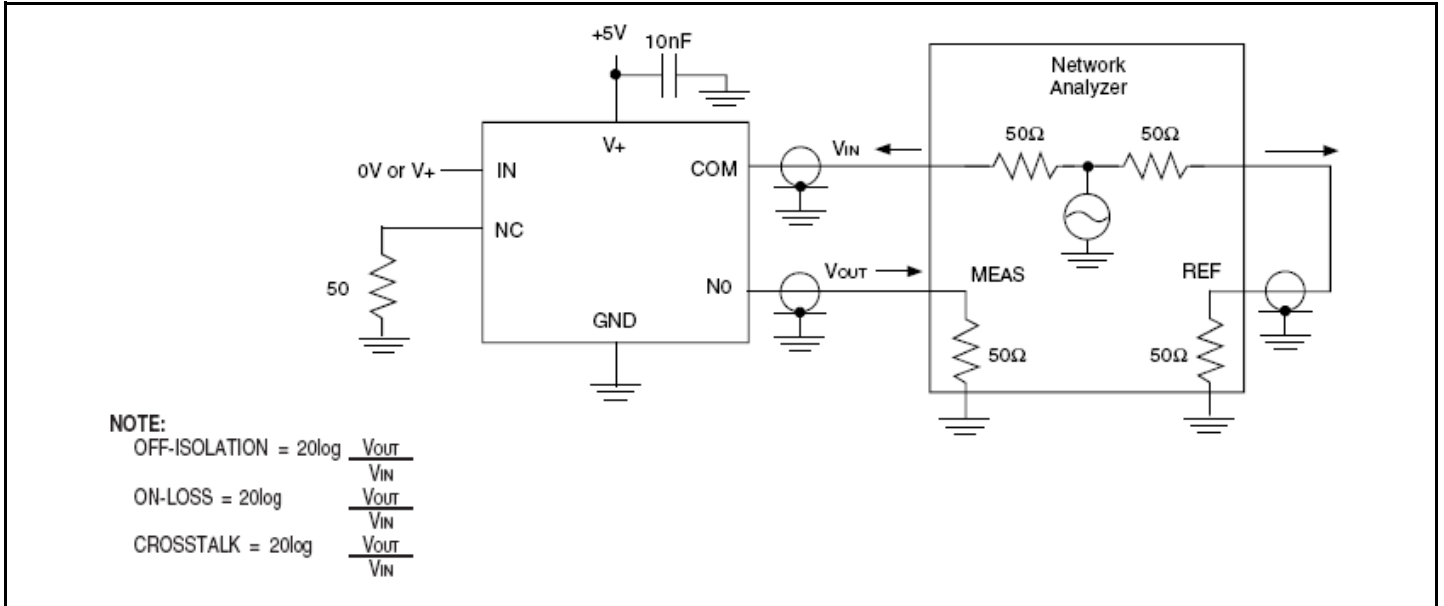 +5V
10nF
Network
Analyzer
50Ω
50Ω
V+
0V or V+
IN
COM
VIN
NC
50
N0
VOUT
MEAS
REF
GND
50Ω
50Ω
NOTE:
OFF-ISOLATION = 20log VOUT
VIN
ON-LOSS = 20log VOUT
VIN
CROSSTALK = 20log VOUT
VIN